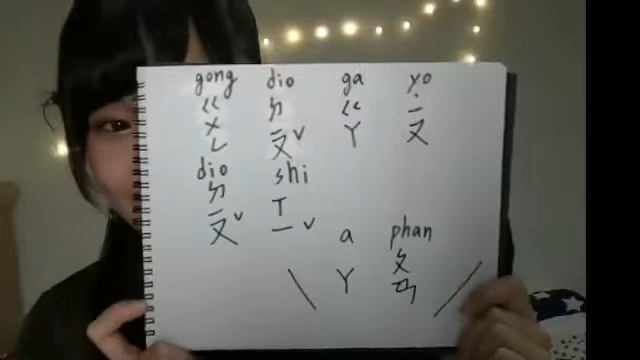 gong dio ga yo
ㄍㄨㄥ ㄉㄧㄡˇ ㄍㄚ ˙ㄧㄡ
dio shi
ㄉㄧㄡˇ ㄒㄧˇ
a phan
\ ㄚ ㄆㄢ /